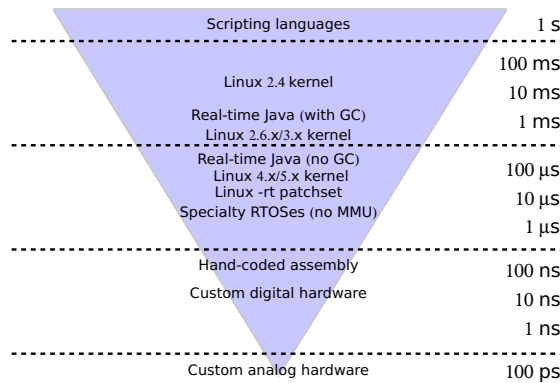 Scripting languages
1 s
100 ms
Linux 2.4 kernel
10 ms
Real-time Java (with GC)
1 ms
Linux 2.6.x/3.x kernel
Real-time Java (no GC)
100 µs
Linux 4.x/5.x kernel
Linux -rt patchset
10 µs
Specialty RTOSes (no MMU)
1 µs
Hand-coded assembly
100 ns
Custom digital hardware
10 ns
1 ns
Custom analog hardware
100 ps